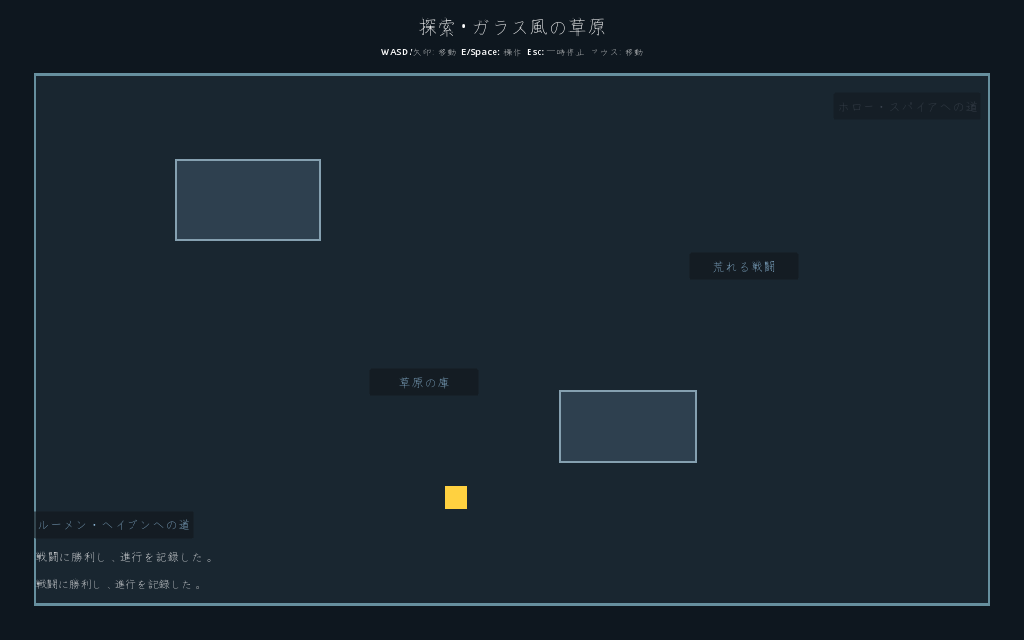 探索・ガラス風の草原
WASD/矢印: 移動 E/Space: 操作 Esc: 一時停止 マウス: 移動
ホロー・スパイアへの道
荒れる戦闘
草原の庫
ルーメン・ヘイブンへの道
戦闘に勝利し、進行を記録した。
戦闘に勝利し、進行を記録した。